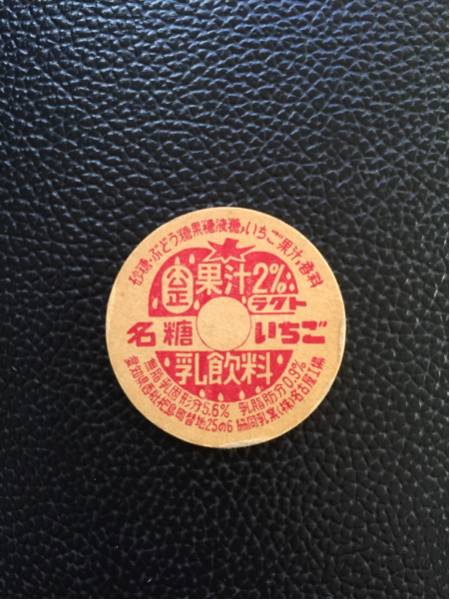 砂糖・ぶどう糖果糖液糖,いちご果汁,香料
公正
果汁2%
ラクト
名糖 いちご
乳飲料
無脂乳固形分5.6% 乳脂肪分0.9%
協同乳業(株)名古屋工場